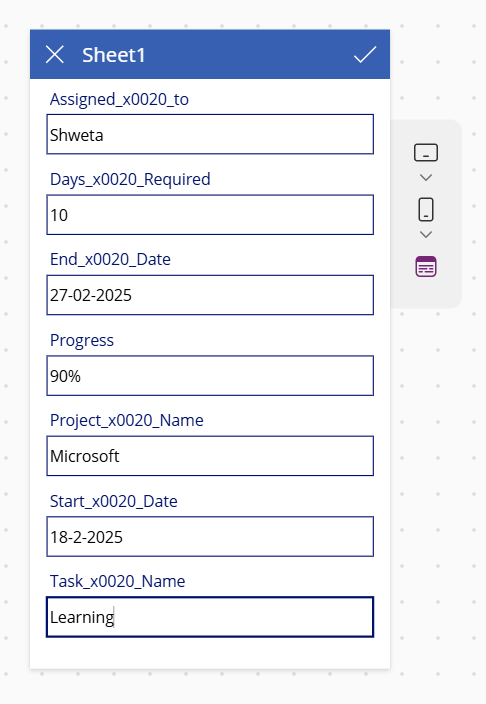 Sheet1
Assigned_x0020_to
Shweta
Days_x0020_Required
10
End_x0020_Date
27-02-2025
Progress
90%
Project_x0020_Name
Microsoft
Start_x0020_Date
18-2-2025
Task_x0020_Name
Learning